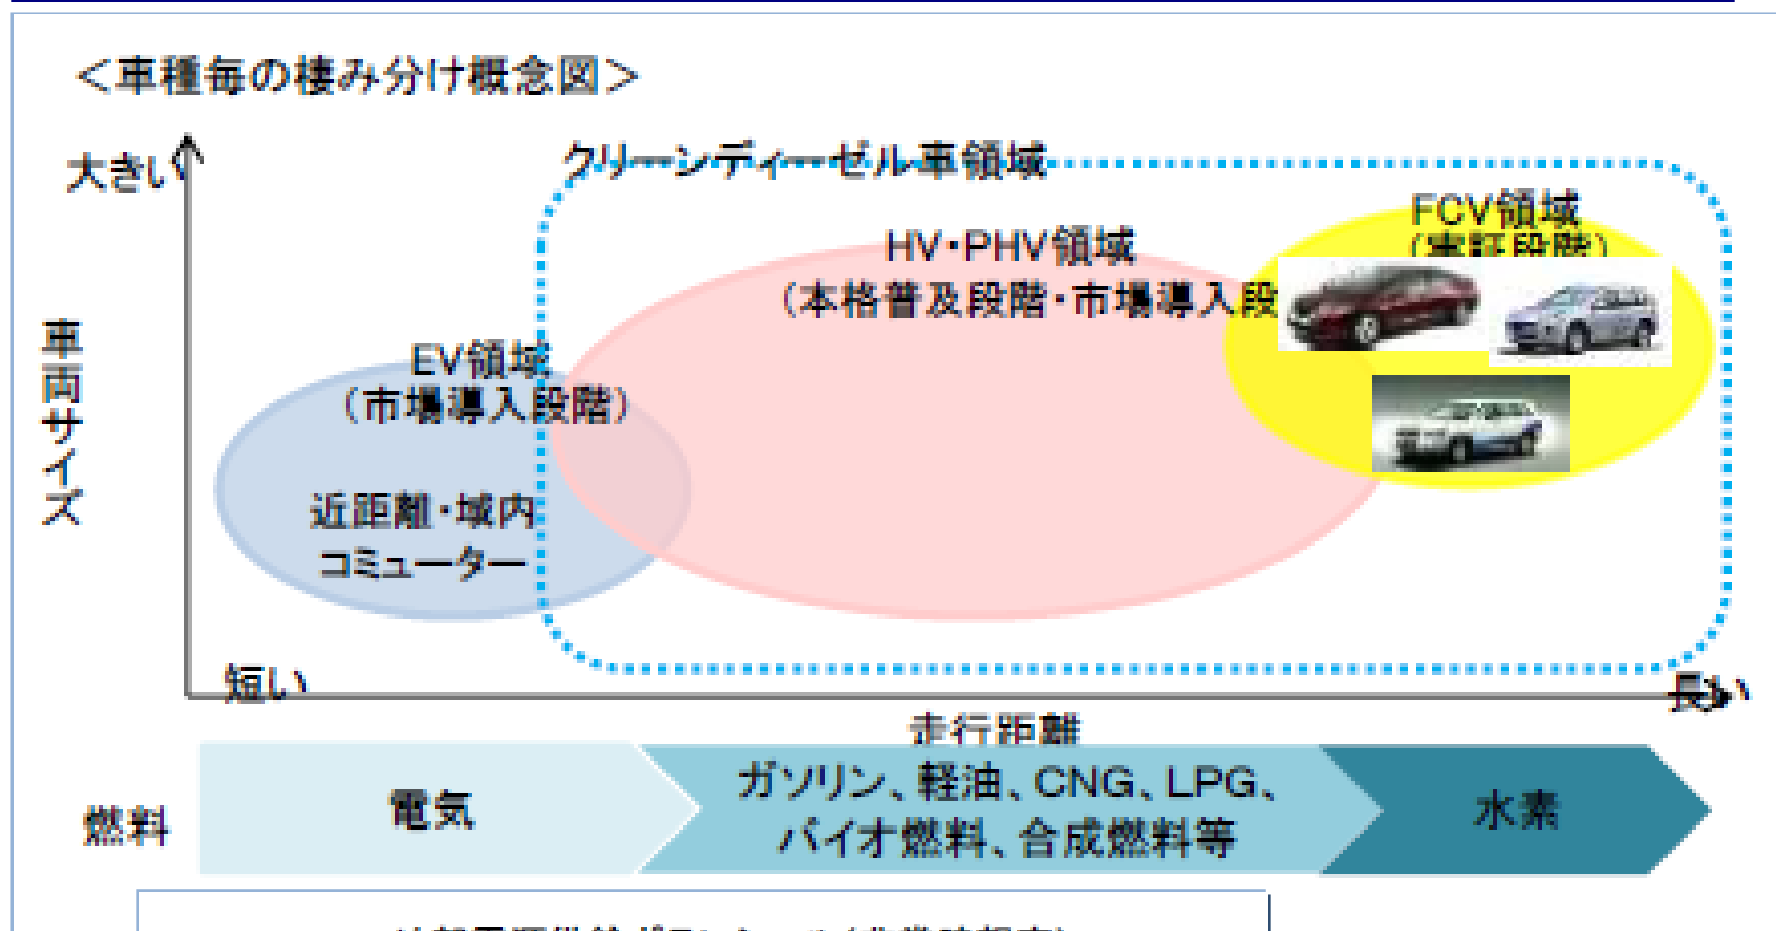 ＜車種毎の棲み分け概念図＞
大きい
クリーンディーゼル車領域
FCV領域
（実証段階）
HV・PHV領域
（本格普及段階・市場導入段
EV領域
（市場導入段階）
車両サイズ
近距離・域内
コミューター
短い
長い
走行距離
燃料
電気
ガソリン、軽油、CNG、LPG、
バイオ燃料、合成燃料等
水素